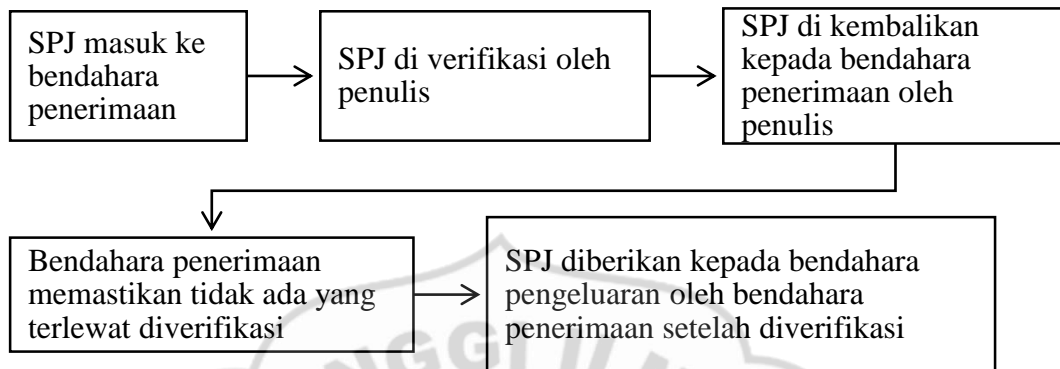 SPJ masuk ke
bendahara
penerimaan
SPJ di verifikasi oleh
penulis
SPJ di kembalikan
kepada bendahara
penerimaan oleh
penulis
Bendahara penerimaan
memastikan tidak ada yang
terlewat diverifikasi
SPJ diberikan kepada bendahara
pengeluaran oleh bendahara
penerimaan setelah diverifikasi
NGGI